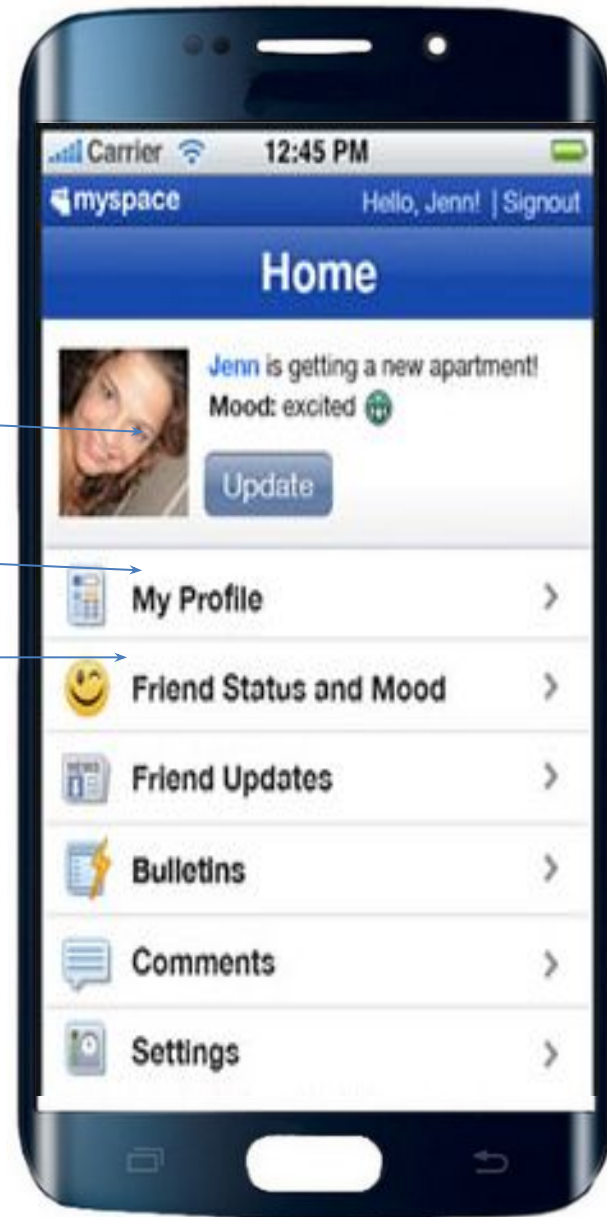 Carrier 12:45 PM
myspace Hello, Jenn! | Signout
Home
Jenn is getting a new apartment!
Mood: excited
Update
My Profile
Friend Status and Mood
NEWS
Friend Updates
Bulletins
Comments
Settings